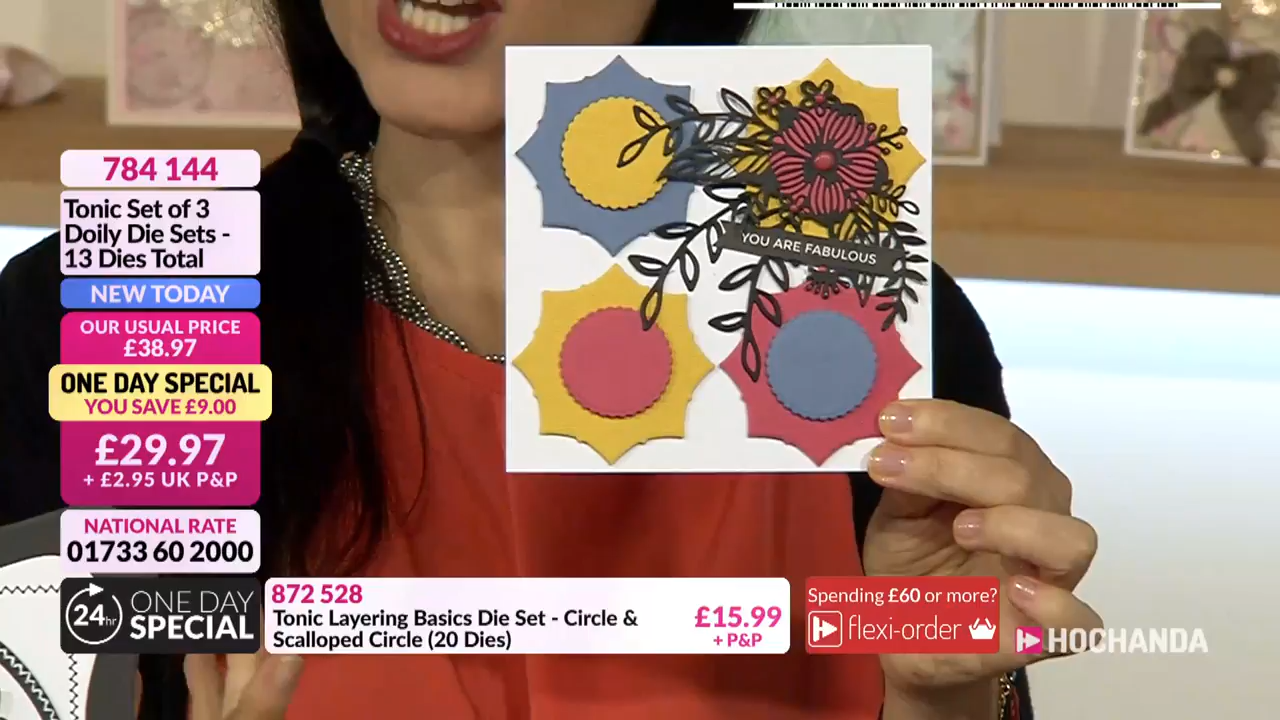 784 144
Tonic Set of 3
Doily Die Sets -
13 Dies Total
NEW TODAY
OUR USUAL PRICE
£38.97
ONE DAY SPECIAL
YOU SAVE £9.00
£29.97
+ £2.95 UK P&P
NATIONAL RATE
01733 60 2000
24hr
ONE DAY
SPECIAL
872 528
Tonic Layering Basics Die Set - Circle &
Scalloped Circle (20 Dies)
£15.99
+ P&P
Spending £60 or more?
flexi-order
HOCHANDA
YOU ARE FABULOUS